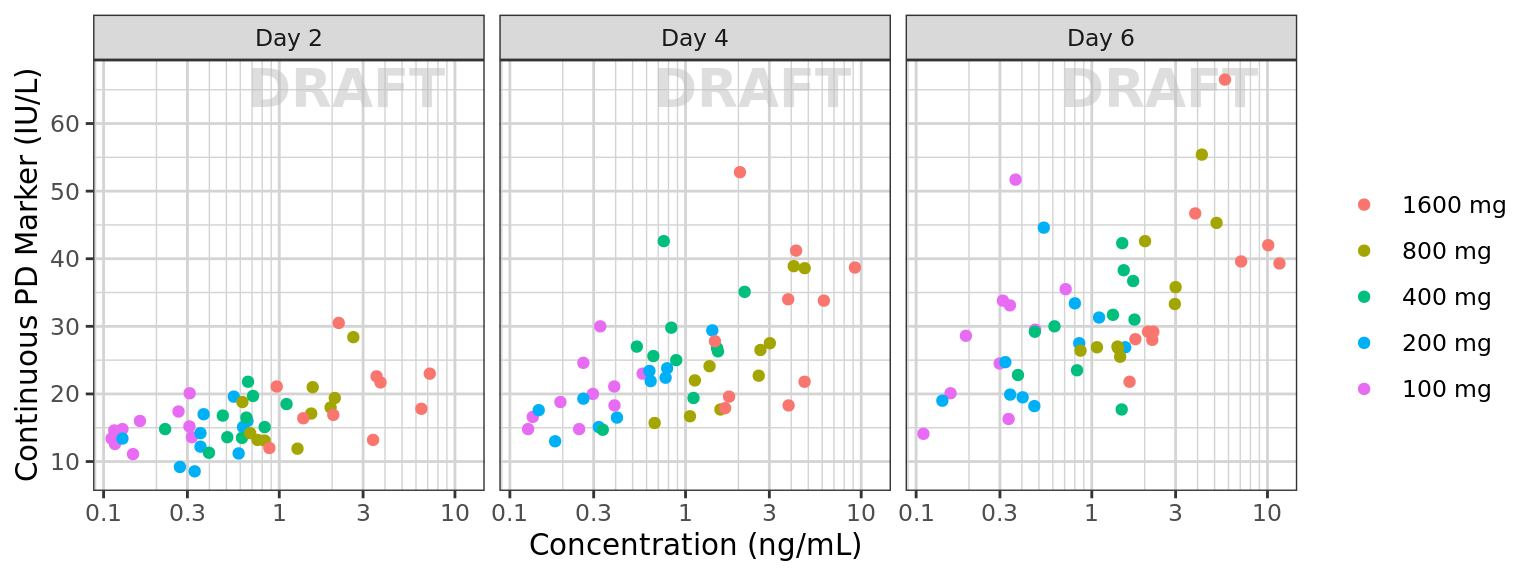 Day 2
Day 4
Day 6
DRAFT
DRAFT
DRAFT
Continuous PD Marker (IU/L)
60
50
40
30
20
10
0.1 0.3 1 3 10
0.1 0.3 1 3 10
0.1 0.3 1 3 10
Concentration (ng/mL)
1600 mg
800 mg
400 mg
200 mg
100 mg